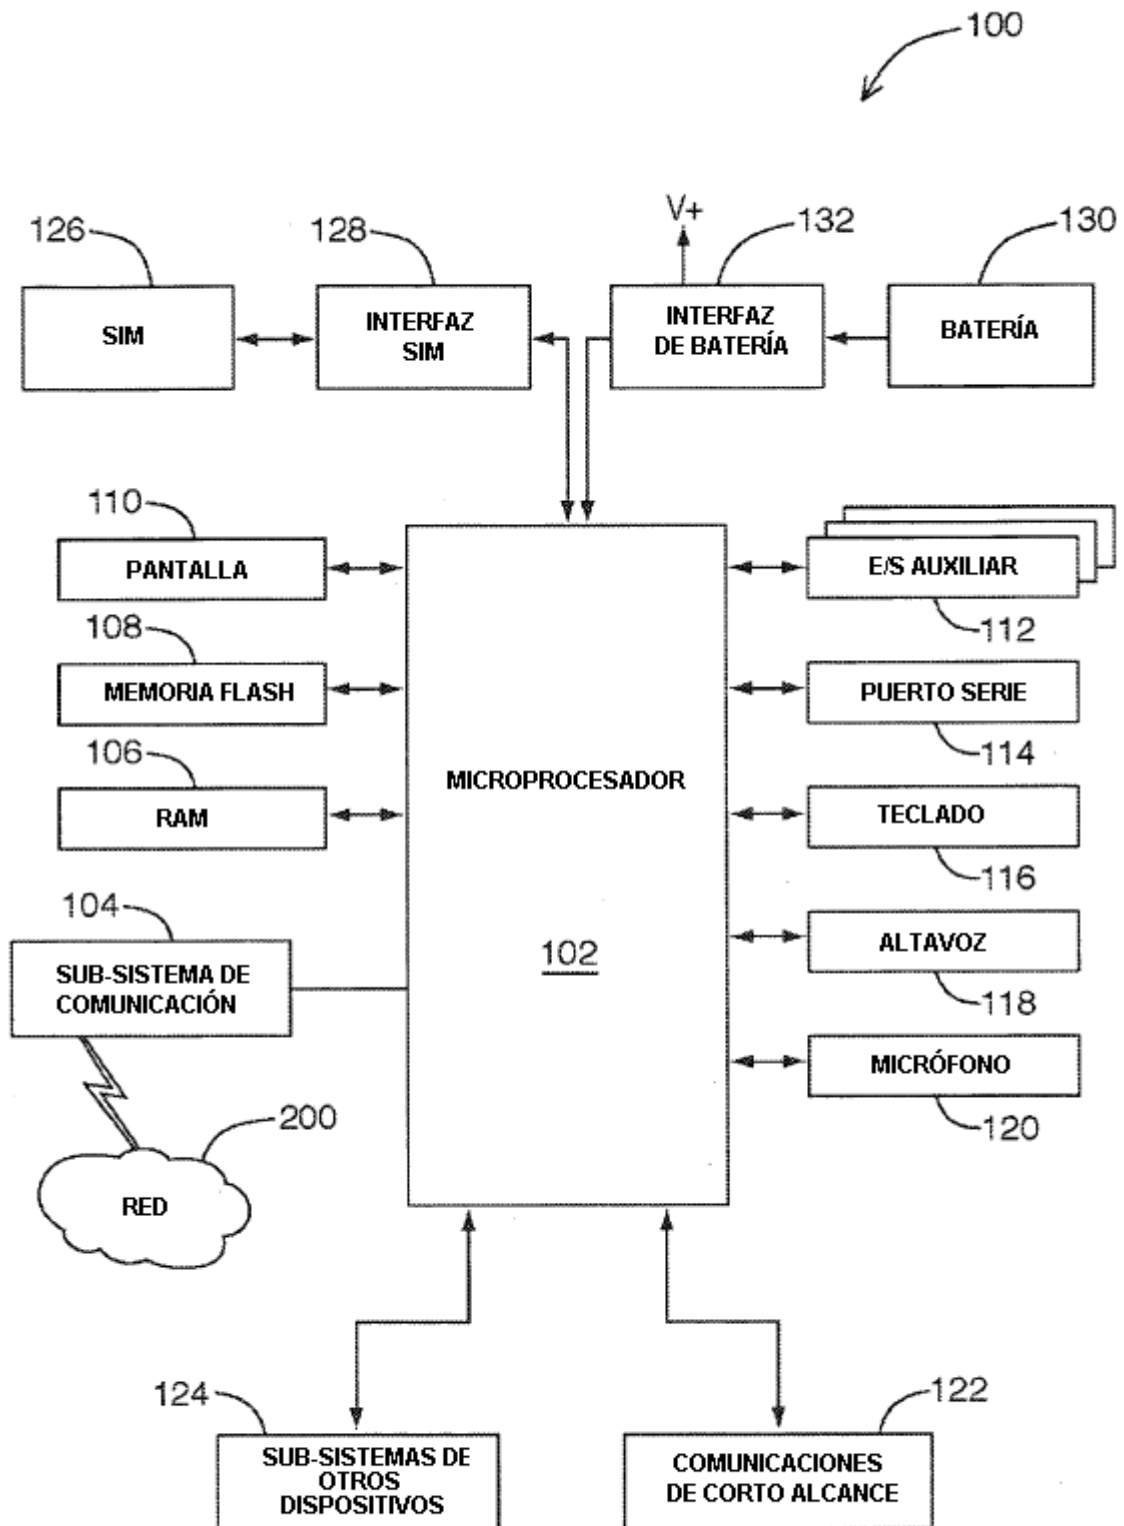 100
V+
126
128
132
130
SIM
INTERFAZ
SIM
INTERFAZ
DE BATERÍA
BATERÍA
110
PANTALLA
E/S AUXILIAR
112
108
MEMORIA FLASH
PUERTO SERIE
114
106
RAM
MICROPROCESADOR
TECLADO
116
104
SUB-SISTEMA DE
COMUNICACIÓN
102
ALTAVOZ
118
MICRÓFONO
120
200
RED
124
122
SUB-SISTEMAS DE
OTROS
DISPOSITIVOS
COMUNICACIONES
DE CORTO ALCANCE